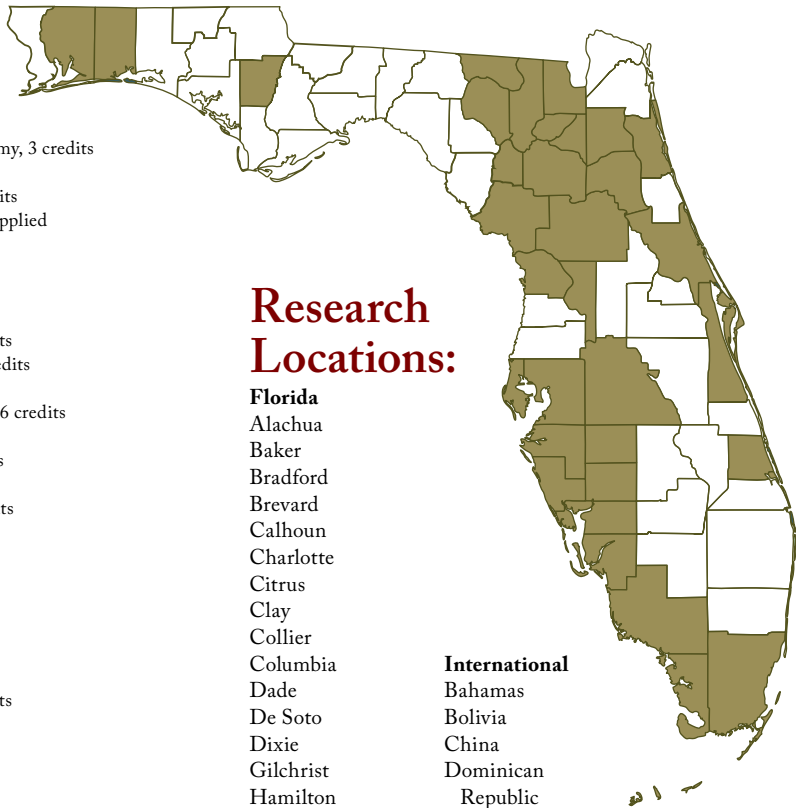 my, 3 credits
its
pplied
ts
dits
6 credits
s
ts
ts
Research
Locations:
Florida
Alachua
Baker
Bradford
Brevard
Calhoun
Charlotte
Citrus
Clay
Collier
Columbia
Dade
De Soto
Dixie
Gilchrist
Hamilton
International
Bahamas
Bolivia
China
Dominican
Republic